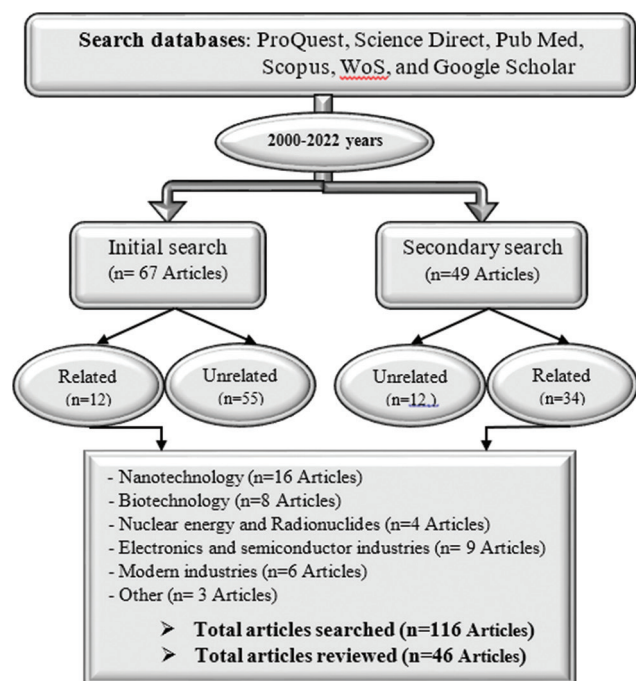 Search databases: ProQuest, Science Direct, Pub Med,
Scopus, WoS, and Google Scholar
2000-2022 years
Initial search
(n= 67 Articles)
Secondary search
(n=49 Articles)
Related
(n=12)
Unrelated
(n=55)
Unrelated
(n=12.)
Related
(n=34)
- Nanotechnology (n=16 Articles)
- Biotechnology (n=8 Articles)
- Nuclear energy and Radionuclides (n=4 Articles)
- Electronics and semiconductor industries (n= 9 Articles)
- Modern industries (n=6 Articles)
- Other (n= 3 Articles)
➢ Total articles searched (n=116 Articles)
➢ Total articles reviewed (n=46 Articles)